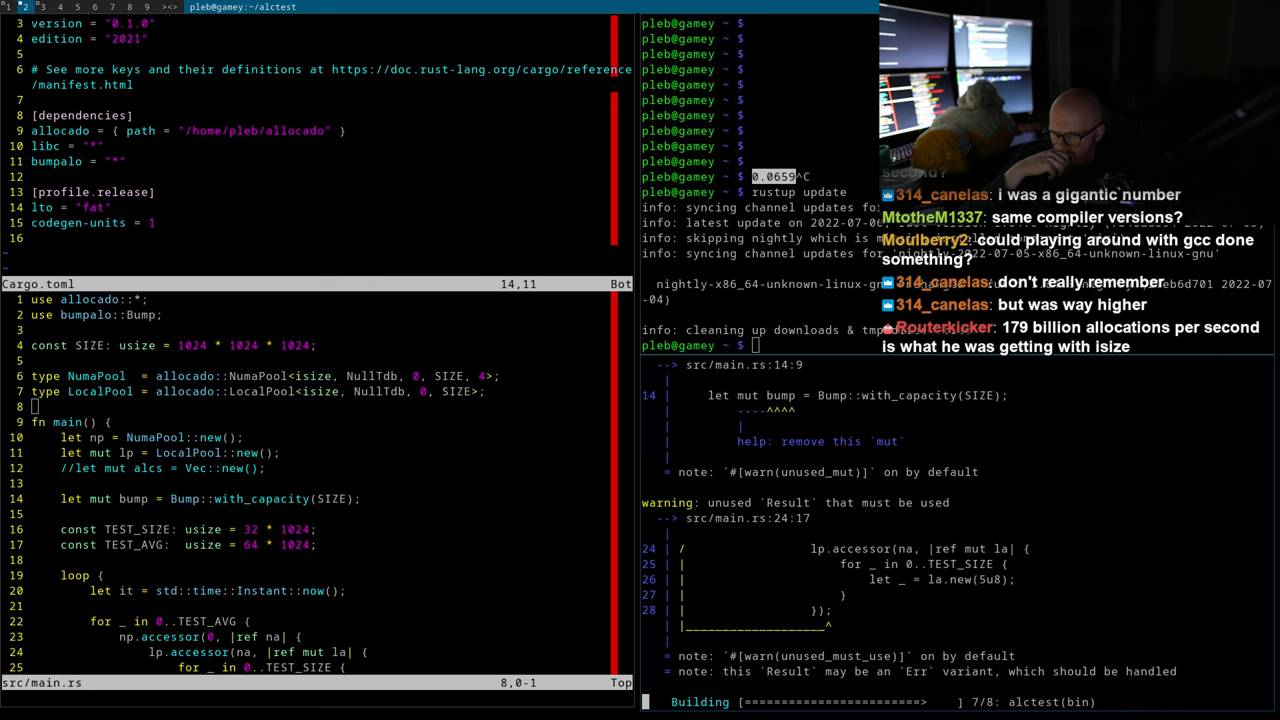 1 2 3 4 5 6 7 8 9 ><> pleb@gamey:~/alctest
3 version = "0.1.0"
4 edition = "2021"
5
6 # See more keys and their definitions at https://doc.rust-lang.org/cargo/reference
/manifest.html
7
8 [dependencies]
9 allocado = { path = "/home/pleb/allocado" }
10 libc = "*"
11 bumpalo = "*"
12
13 [profile.release]
14 lto = "fat"
15 codegen-units = 1
16
~
~
Cargo.toml 14,11 Bot
1 use allocado::*;
2 use bumpalo::Bump;
3
4 const SIZE: usize = 1024 * 1024 * 1024;
5
6 type NumaPool = allocado::NumaPool<isize, NullTdb, 0, SIZE, 4>;
7 type LocalPool = allocado::LocalPool<isize, NullTdb, 0, SIZE>;
8
9 fn main() {
10 let np = NumaPool::new();
11 let mut lp = LocalPool::new();
12 //let mut alcs = Vec::new();
13
14 let mut bump = Bump::with_capacity(SIZE);
15
16 const TEST_SIZE: usize = 32 * 1024;
17 const TEST_AVG: usize = 64 * 1024;
18
19 loop {
20 let it = std::time::Instant::now();
21
22 for _ in 0..TEST_AVG {
23 np.accessor(0, |ref na| {
24 lp.accessor(na, |ref mut la| {
25 for _ in 0..TEST_SIZE {
src/main.rs 8,0-1 Top
pleb@gamey ~ $
pleb@gamey ~ $
pleb@gamey ~ $
pleb@gamey ~ $
pleb@gamey ~ $
pleb@gamey ~ $
pleb@gamey ~ $
pleb@gamey ~ $
pleb@gamey ~ $
pleb@gamey ~ $
pleb@gamey ~ $ 0.0659^C
pleb@gamey ~ $ rustup update
info: syncing channel updates for
info: latest update on 2022-07-06,
info: skipping nightly which is
info: syncing channel updates for 'nightly-2022-07-05-x86_64-unknown-linux-gnu'
nightly-x86_64-unknown-linux-gnu 2022-07
-04)
info: cleaning up downloads &
pleb@gamey ~ $
second?
314_canelas: i was a gigantic number
MtotheM1337: same compiler versions?
Moulberry2: could playing around with gcc done
something?
314_canelas: don't really remember
314_canelas: but was way higher
Routerkicker: 179 billion allocations per second
is what he was getting with isize
--> src/main.rs:14:9
|
14 | let mut bump = Bump::with_capacity(SIZE);
| ----^^^^
| |
| help: remove this `mut`
|
= note: `#[warn(unused_mut)]` on by default
warning: unused `Result` that must be used
--> src/main.rs:24:17
|
24 | / lp.accessor(na, |ref mut la| {
25 | | for _ in 0..TEST_SIZE {
26 | | let _ = la.new(5u8);
27 | | }
28 | | });
| |___________________^
|
= note: `#[warn(unused_must_use)]` on by default
= note: this `Result` may be an `Err` variant, which should be handled
Building [=======================> ] 7/8: alctest(bin)